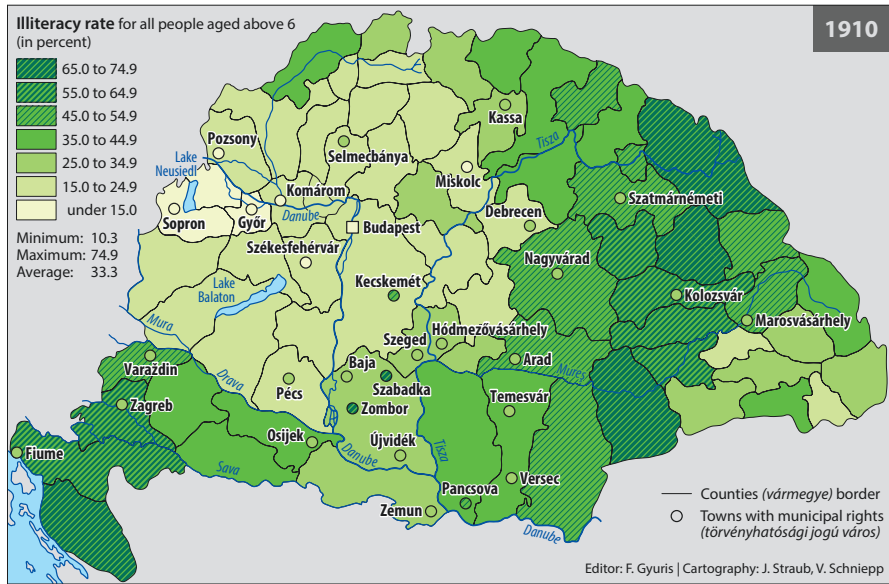 Illiteracy rate for all people aged above 6
(in percent)
1910
65.0 to 74.9
55.0 to 64.9
45.0 to 54.9
35.0 to 44.9
25.0 to 34.9
15.0 to 24.9
under 15.0
Minimum: 10.3
Maximum: 74.9
Average: 33.3
Kassa
Pozsony
Tisza
Selmecbánya
Lake
Neusiedl
Miskolc
Komárom
Szatmárnémeti
Sopron
Győr
Danube
Debrecen
Budapest
Székesfehérvár
Nagyvárad
Kecskemét
Lake
Balaton
Kolozsvár
Marosvásárhely
Mura
Hódmezővásárhely
Szeged
Varaždin
Arad
Mureș
Baja
Drava
Pécs
Szabadka
Zagreb
Zombor
Temesvár
Osijek
Újvidék
Fiume
Danube
Tisza
Sava
Versec
Pancsova
Zemun
Danube
Counties (vármegye) border
Towns with municipal rights
(törvényhatósági jogú város)
Editor: F. Gyuris | Cartography: J. Straub, V. Schniepp